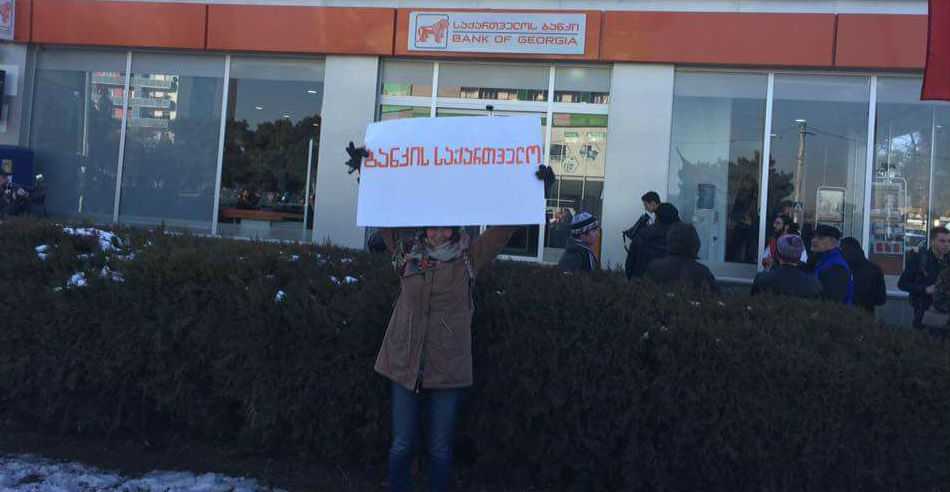 საქართველოს ბანკი
BANK OF GEORGIA
ბანკის საქართველო